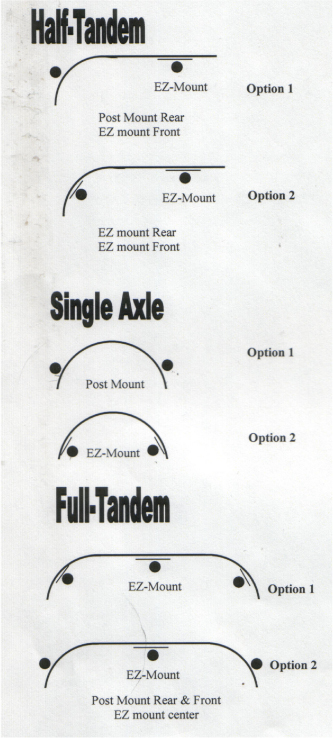 Half-Tandem
EZ-Mount
Option 1
Post Mount Rear
EZ mount Front
EZ-Mount
Option 2
EZ mount Rear
EZ mount Front
Single Axle
Option 1
Post Mount
Option 2
EZ-Mount
Full-Tandem
EZ-Mount
Option 1
Option 2
EZ-Mount
Post Mount Rear & Front
EZ mount center